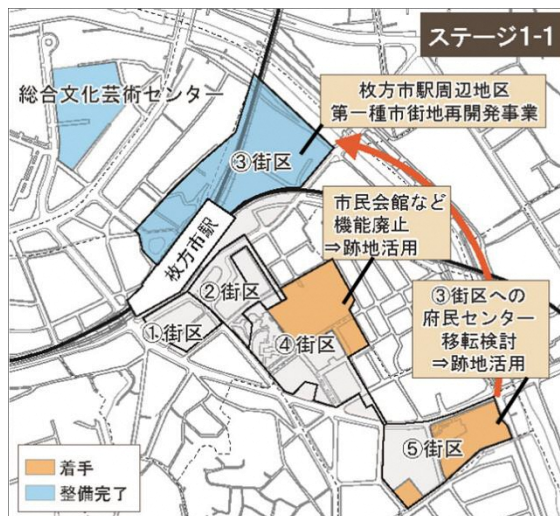 ステージ1-1
総合文化芸術センター
枚方市駅周辺地区
第一種市街地再開発事業
③街区
市民会館など
機能廃止
⇒跡地活用
枚方市駅
②街区
①街区
④街区
③街区への
府民センター
移転検討
⇒跡地活用
⑤街区
着手
整備完了